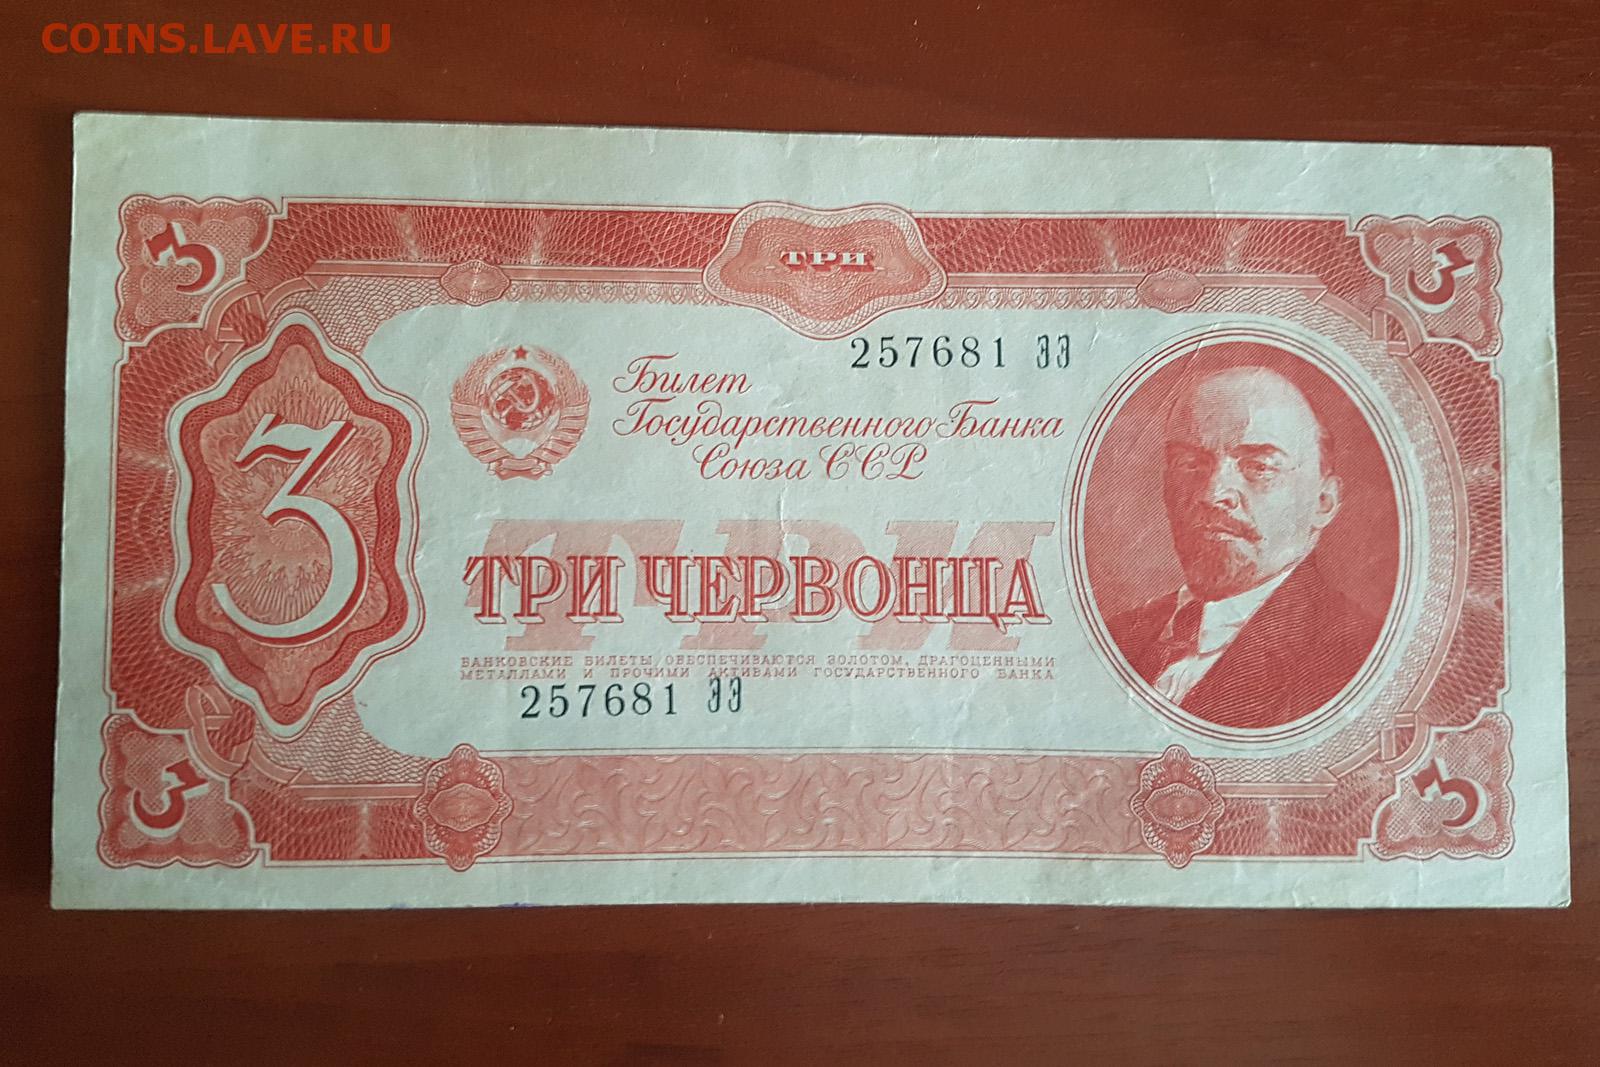 COINS.LAVE.RU
3
3
ТРИ
257681 ЭЭ
Билет
Государственного Банка
Союза ССР
3
ТРИ
ТРИ ЧЕРВОНЦА
БАНКОВСКИЕ БИЛЕТЫ ОБЕСПЕЧИВАЮТСЯ ЗОЛОТОМ, ДРАГОЦЕННЫМИ
МЕТАЛЛАМИ И ПРОЧИМИ АКТИВАМИ ГОСУДАРСТВЕННОГО БАНКА
257681 ЭЭ
3
3